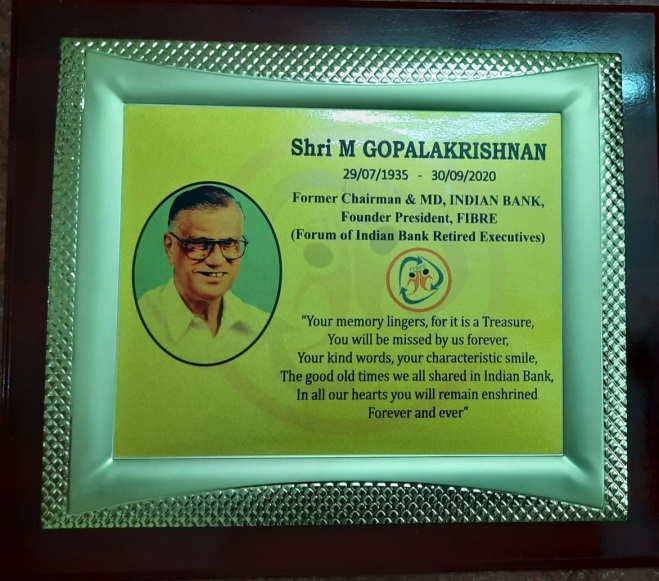 Shri M GOPALAKRISHNAN
29/07/1935 - 30/09/2020
Former Chairman & MD, INDIAN BANK,
Founder President, FIBRE
(Forum of Indian Bank Retired Executives)
"Your memory lingers, for it is a Treasure,
You will be missed by us forever,
Your kind words, your characteristic smile,
The good old times we all shared in Indian Bank,
In all our hearts you will remain enshrined
Forever and ever"